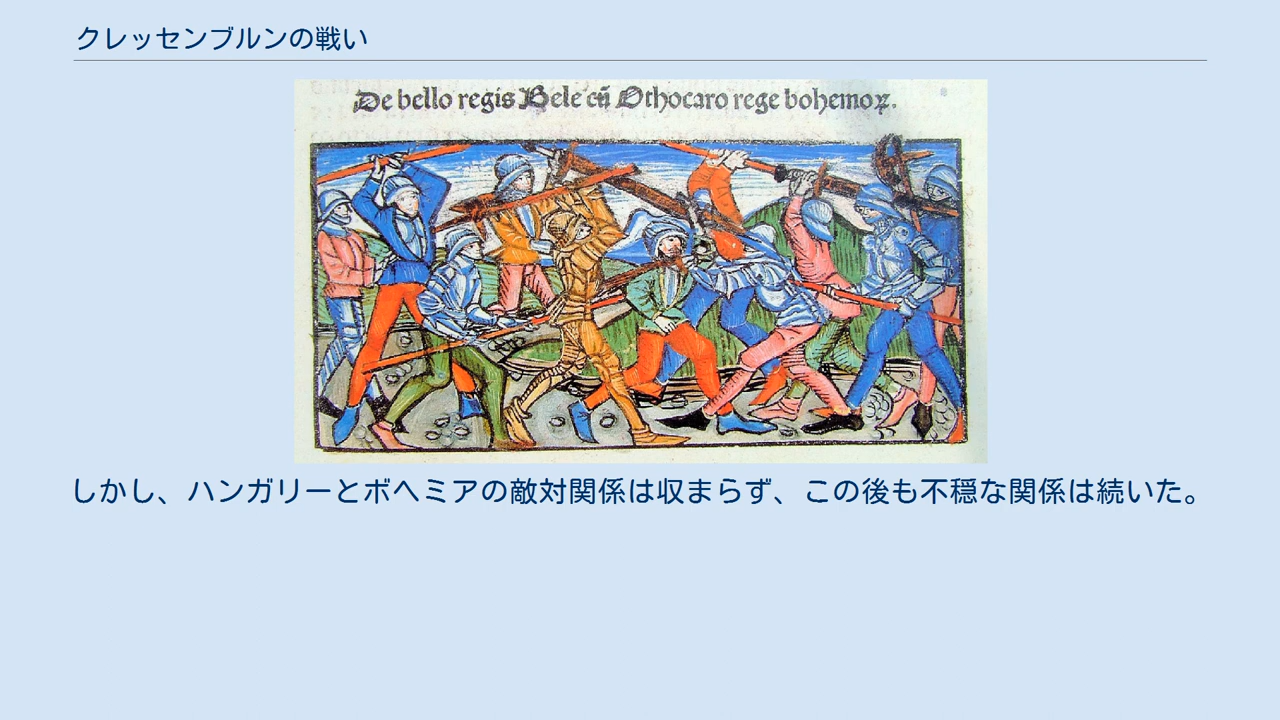 クレッセンブルンの戦い
De bello regis Bele cū Othocaro rege bohemoꝝ.
しかし、ハンガリーとボヘミアの敵対関係は収まらず、この後も不穏な関係は続いた。